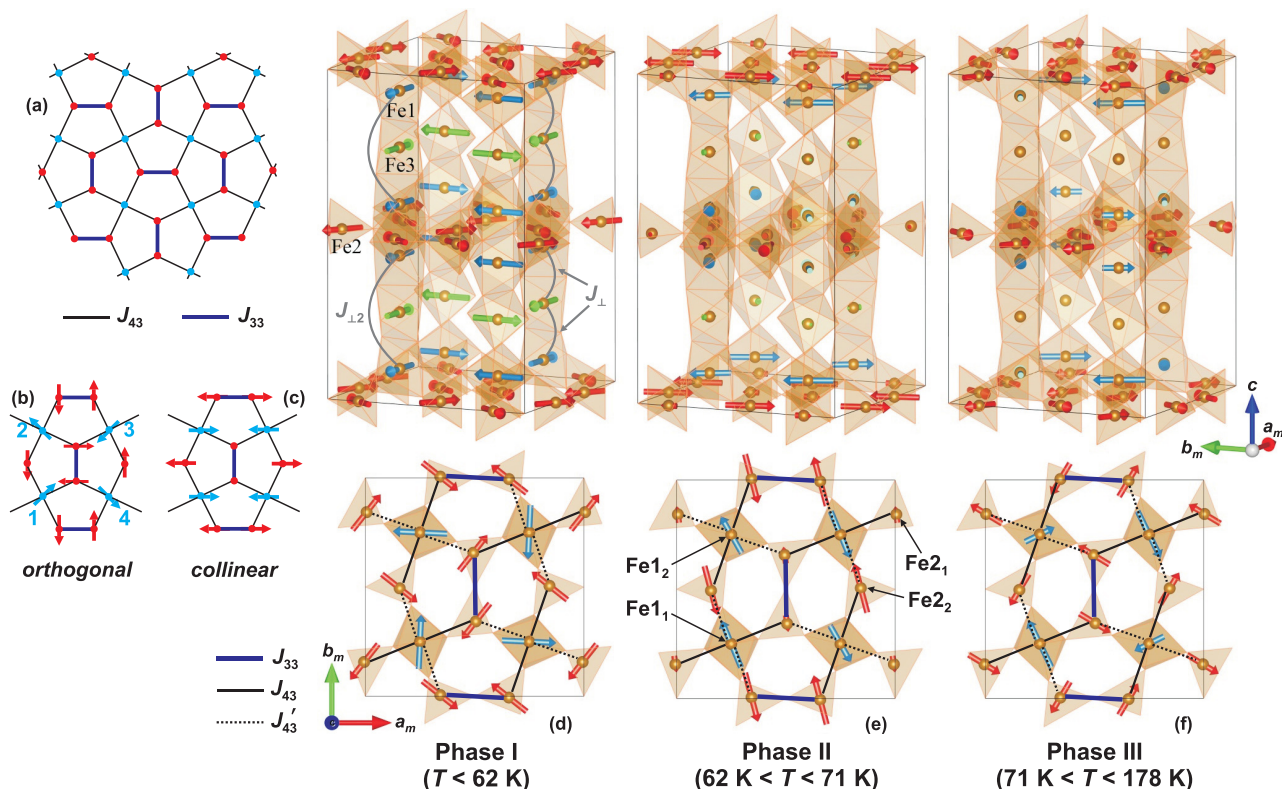 (a)
J43
J33
(b)
(c)
2
3
1
4
orthogonal
collinear
J33
J43
J43′
Fe1
Fe3
Fe2
J⊥2
J⊥
c
am
bm
bm
am
c
(d)
Fe12
Fe11
Fe21
Fe22
(e)
(f)
Phase I
(T < 62 K)
Phase II
(62 K < T < 71 K)
Phase III
(71 K < T < 178 K)